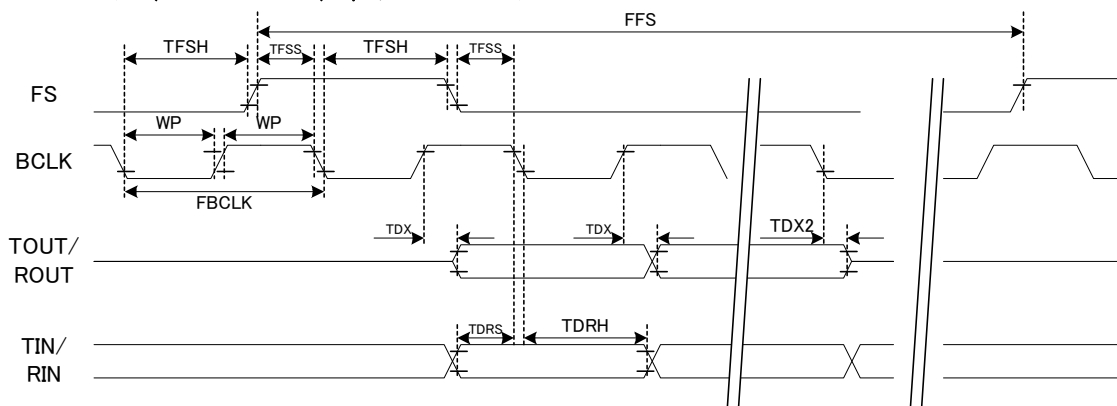 FFS
TFSH TFSS TFSH TFSS
FS
WP WP
BCLK
FBCLK
TDX TDX TDX2
TOUT/
ROUT
TDRS TDRH
TIN/
RIN